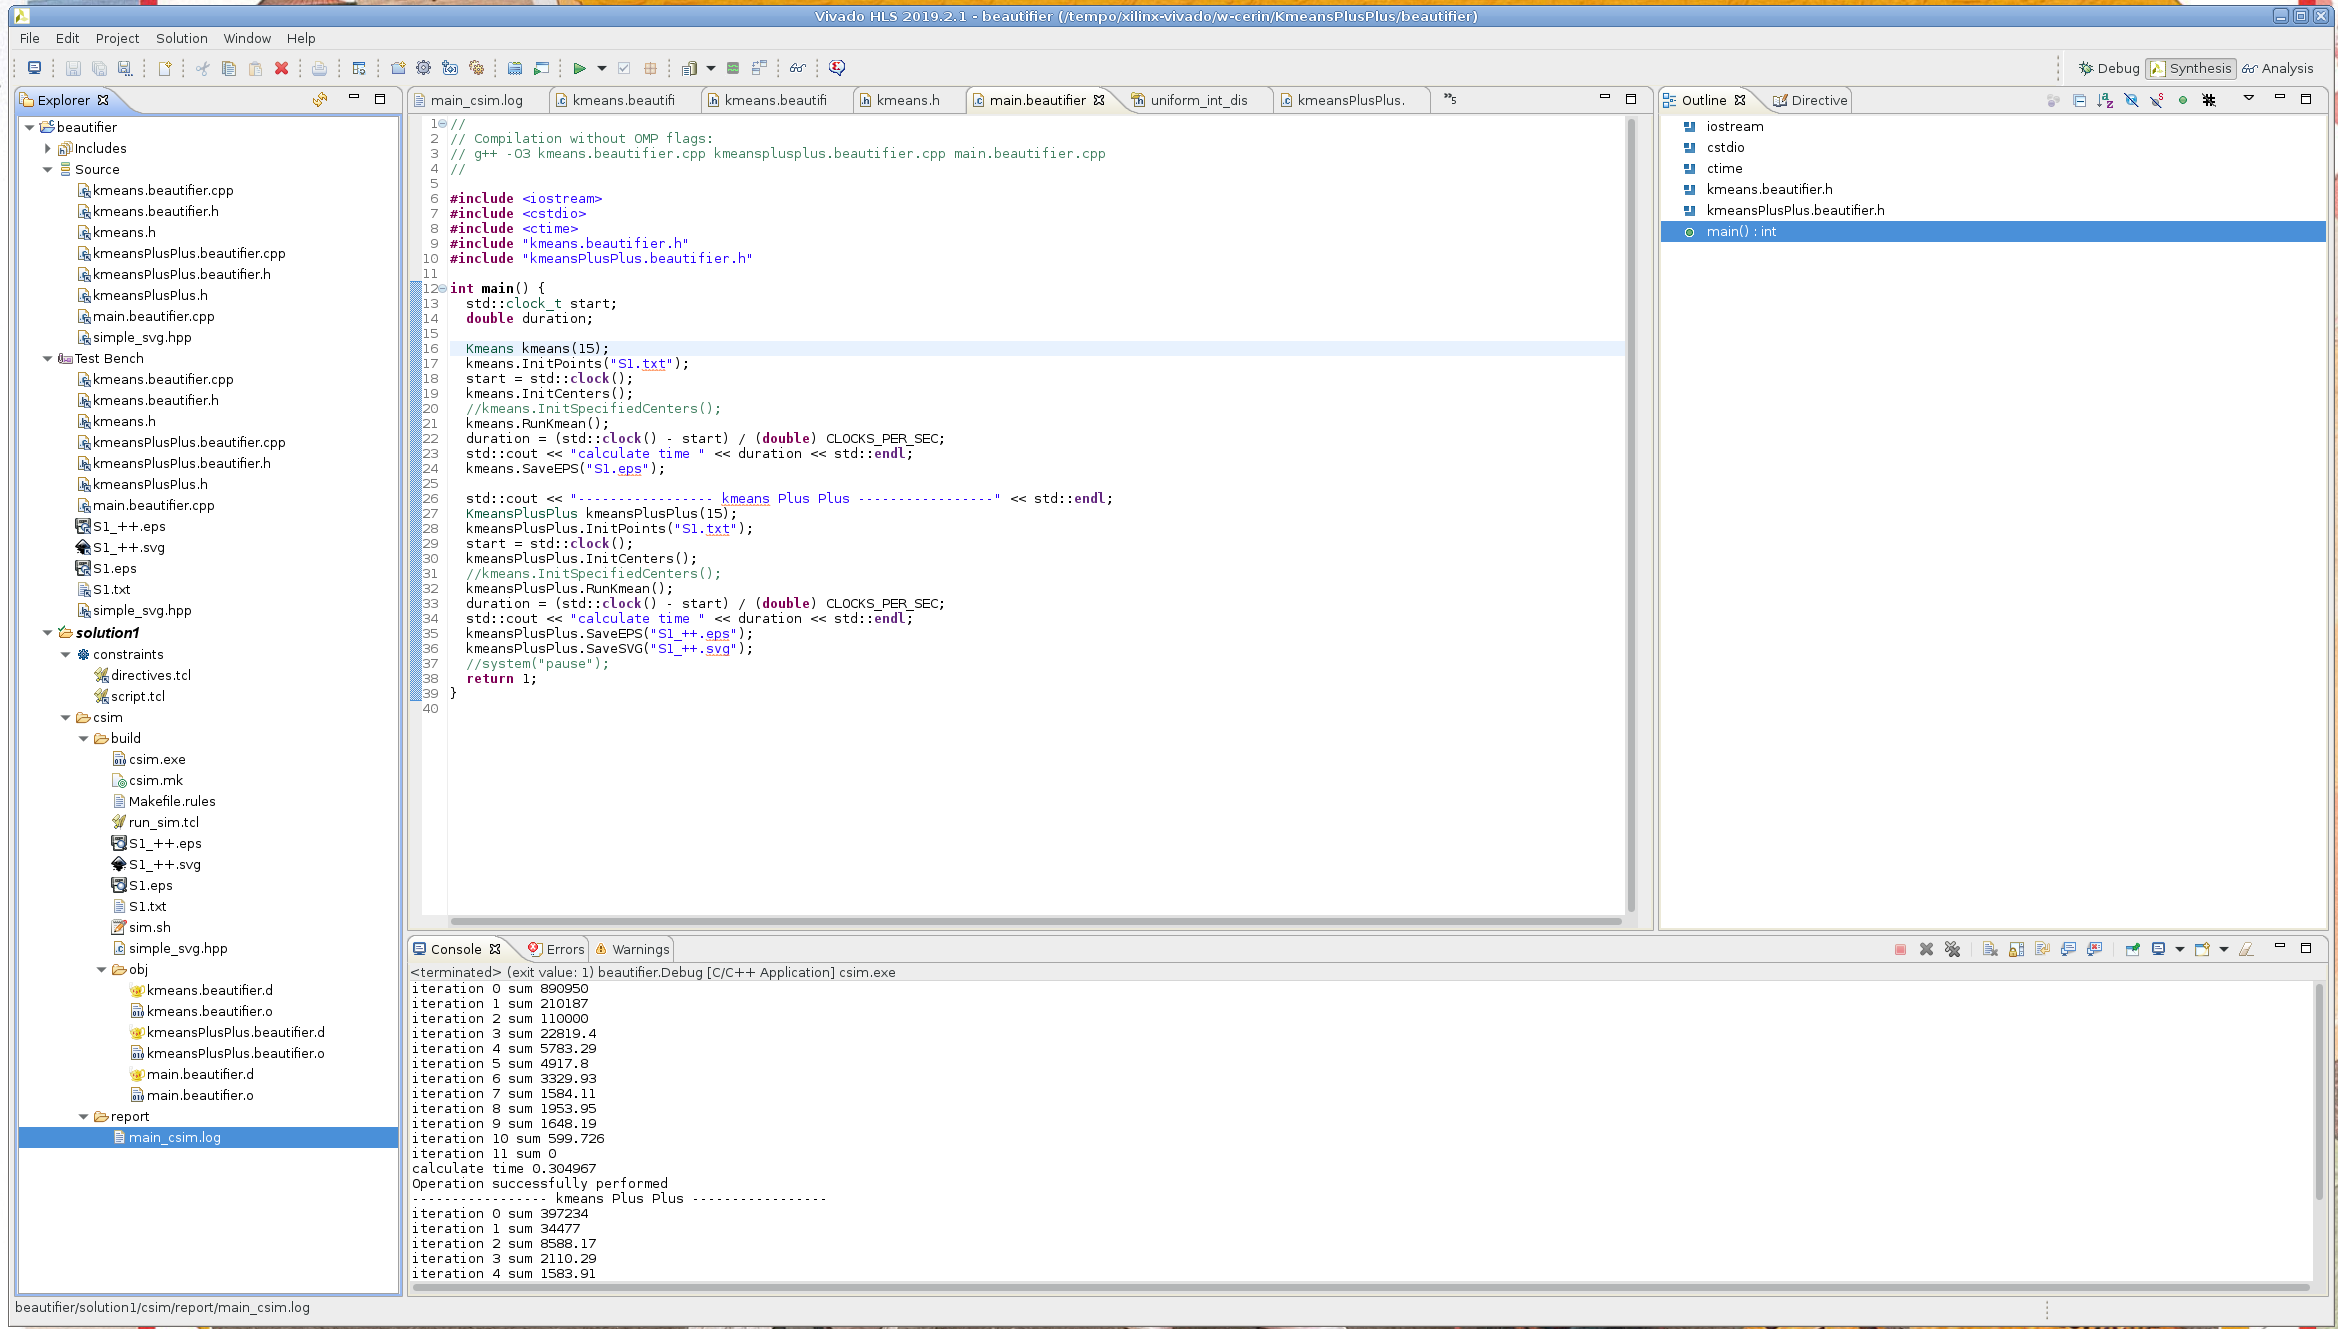 Vivado HLS 2019.2.1 - beautifier (/tempo/xilinx-vivado/w-cerin/KmeansPlusPlus/beautifier)
File Edit Project Solution Window Help
Debug Synthesis Analysis
Explorer
beautifier
Includes
Source
kmeans.beautifier.cpp
kmeans.beautifier.h
kmeans.h
kmeansPlusPlus.beautifier.cpp
kmeansPlusPlus.beautifier.h
kmeansPlusPlus.h
main.beautifier.cpp
simple_svg.hpp
Test Bench
kmeans.beautifier.cpp
kmeans.beautifier.h
kmeans.h
kmeansPlusPlus.beautifier.cpp
kmeansPlusPlus.beautifier.h
kmeansPlusPlus.h
main.beautifier.cpp
S1_++.eps
S1_++.svg
S1.eps
S1.txt
simple_svg.hpp
solution1
constraints
directives.tcl
script.tcl
csim
build
csim.exe
csim.mk
Makefile.rules
run_sim.tcl
S1_++.eps
S1_++.svg
S1.eps
S1.txt
sim.sh
simple_svg.hpp
obj
kmeans.beautifier.d
kmeans.beautifier.o
kmeansPlusPlus.beautifier.d
kmeansPlusPlus.beautifier.o
main.beautifier.d
main.beautifier.o
report
main_csim.log
main_csim.log kmeans.beautifi kmeans.beautifi kmeans.h main.beautifier uniform_int_dis kmeansPlusPlus. »5
1 //
2 // Compilation without OMP flags:
3 // g++ -O3 kmeans.beautifier.cpp kmeansplusplus.beautifier.cpp main.beautifier.cpp
4 //
5
6 #include <iostream>
7 #include <cstdio>
8 #include <ctime>
9 #include "kmeans.beautifier.h"
10 #include "kmeansPlusPlus.beautifier.h"
11
12 int main() {
13 std::clock_t start;
14 double duration;
15
16 Kmeans kmeans(15);
17 kmeans.InitPoints("S1.txt");
18 start = std::clock();
19 kmeans.InitCenters();
20 //kmeans.InitSpecifiedCenters();
21 kmeans.RunKmean();
22 duration = (std::clock() - start) / (double) CLOCKS_PER_SEC;
23 std::cout << "calculate time " << duration << std::endl;
24 kmeans.SaveEPS("S1.eps");
25
26 std::cout << "----------------- kmeans Plus Plus -----------------" << std::endl;
27 KmeansPlusPlus kmeansPlusPlus(15);
28 kmeansPlusPlus.InitPoints("S1.txt");
29 start = std::clock();
30 kmeansPlusPlus.InitCenters();
31 //kmeans.InitSpecifiedCenters();
32 kmeansPlusPlus.RunKmean();
33 duration = (std::clock() - start) / (double) CLOCKS_PER_SEC;
34 std::cout << "calculate time " << duration << std::endl;
35 kmeansPlusPlus.SaveEPS("S1_++.eps");
36 kmeansPlusPlus.SaveSVG("S1_++.svg");
37 //system("pause");
38 return 1;
39 }
40
Outline Directive
iostream
cstdio
ctime
kmeans.beautifier.h
kmeansPlusPlus.beautifier.h
main() : int
Console Errors Warnings
<terminated> (exit value: 1) beautifier.Debug [C/C++ Application] csim.exe
iteration 0 sum 890950
iteration 1 sum 210187
iteration 2 sum 110000
iteration 3 sum 22819.4
iteration 4 sum 5783.29
iteration 5 sum 4917.8
iteration 6 sum 3329.93
iteration 7 sum 1584.11
iteration 8 sum 1953.95
iteration 9 sum 1648.19
iteration 10 sum 599.726
iteration 11 sum 0
calculate time 0.304967
Operation successfully performed
----------------- kmeans Plus Plus -----------------
iteration 0 sum 397234
iteration 1 sum 34477
iteration 2 sum 8588.17
iteration 3 sum 2110.29
iteration 4 sum 1583.91
beautifier/solution1/csim/report/main_csim.log